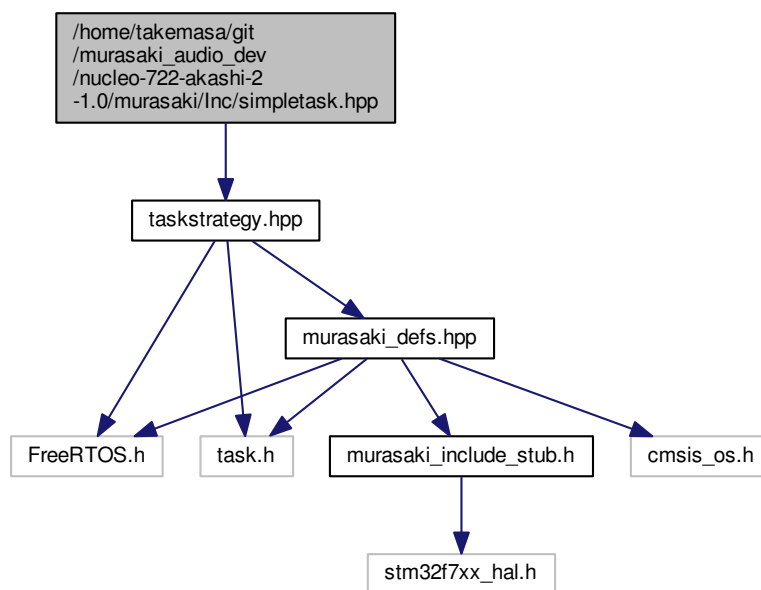 /home/takemasa/git
/murasaki_audio_dev
/nucleo-722-akashi-2
-1.0/murasaki/Inc/simpletask.hpp
taskstrategy.hpp
murasaki_defs.hpp
FreeRTOS.h
task.h
murasaki_include_stub.h
cmsis_os.h
stm32f7xx_hal.h